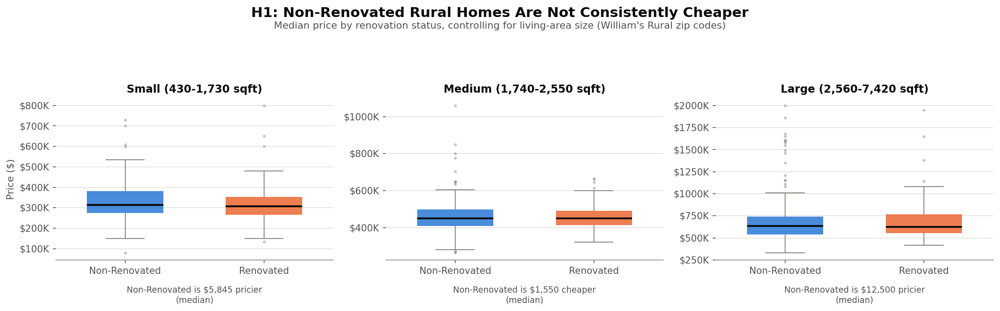 H1: Non-Renovated Rural Homes Are Not Consistently Cheaper
Median price by renovation status, controlling for living-area size (William's Rural zip codes)
Small (430-1,730 sqft)
Price ($)
$800K
$700K
$600K
$500K
$400K
$300K
$200K
$100K
Non-Renovated
Renovated
Non-Renovated is $5,845 pricier
(median)
Medium (1,740-2,550 sqft)
$1000K
$800K
$600K
$400K
Non-Renovated
Renovated
Non-Renovated is $1,550 cheaper
(median)
Large (2,560-7,420 sqft)
$2000K
$1750K
$1500K
$1250K
$1000K
$750K
$500K
$250K
Non-Renovated
Renovated
Non-Renovated is $12,500 pricier
(median)